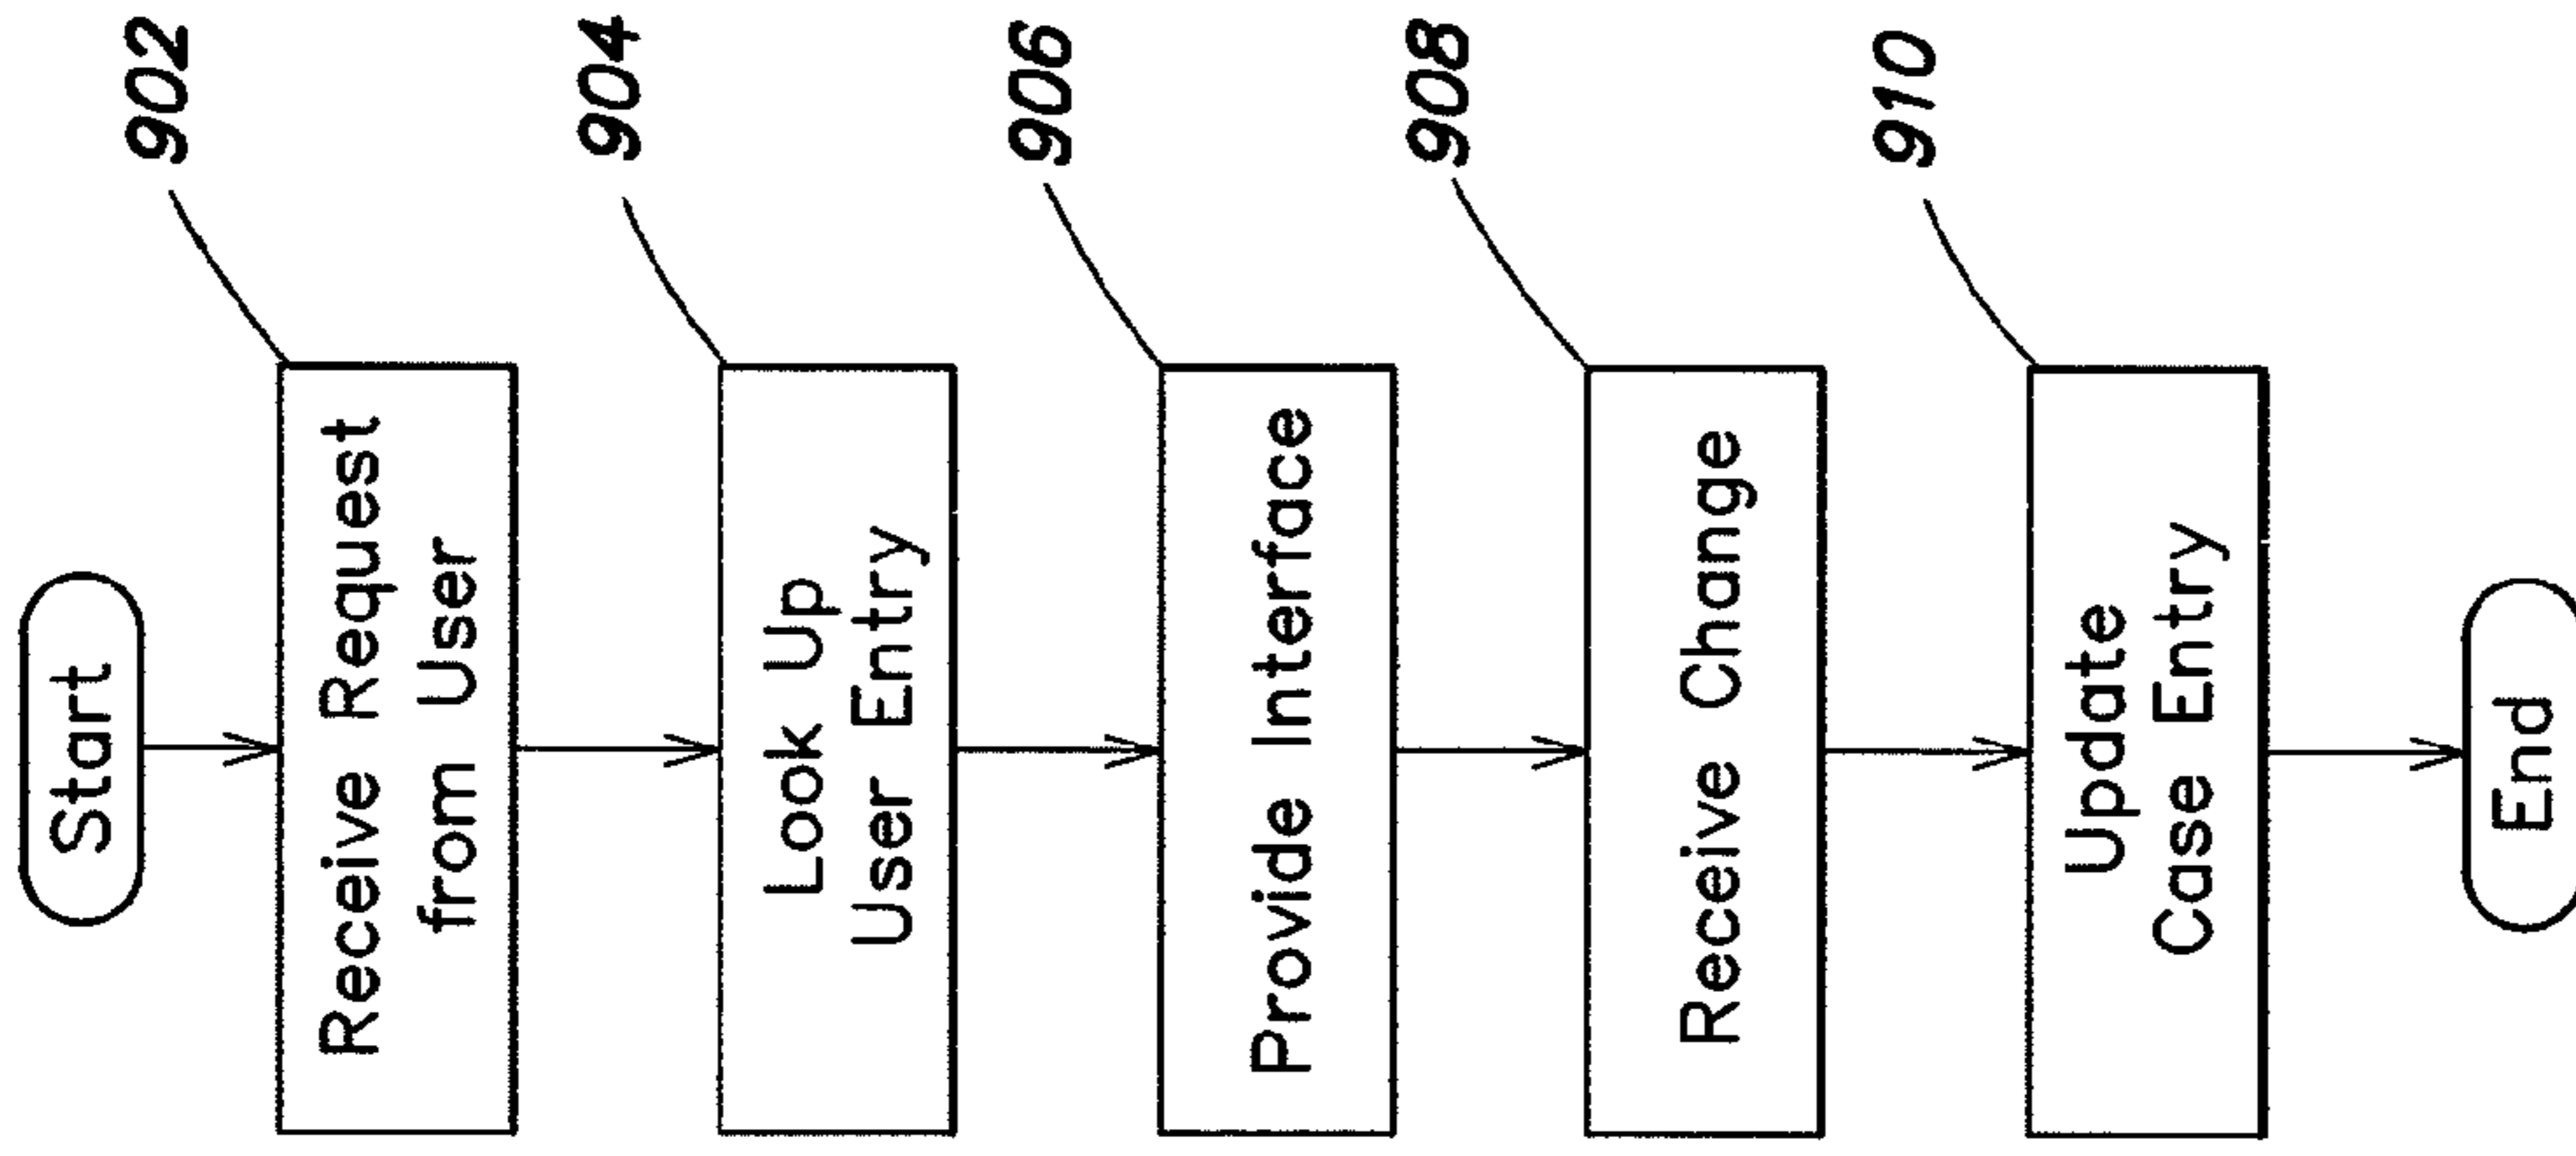 Start
902
Receive Request
from User
904
Look Up
User Entry
906
Provide Interface
908
Receive Change
910
Update
Case Entry
End